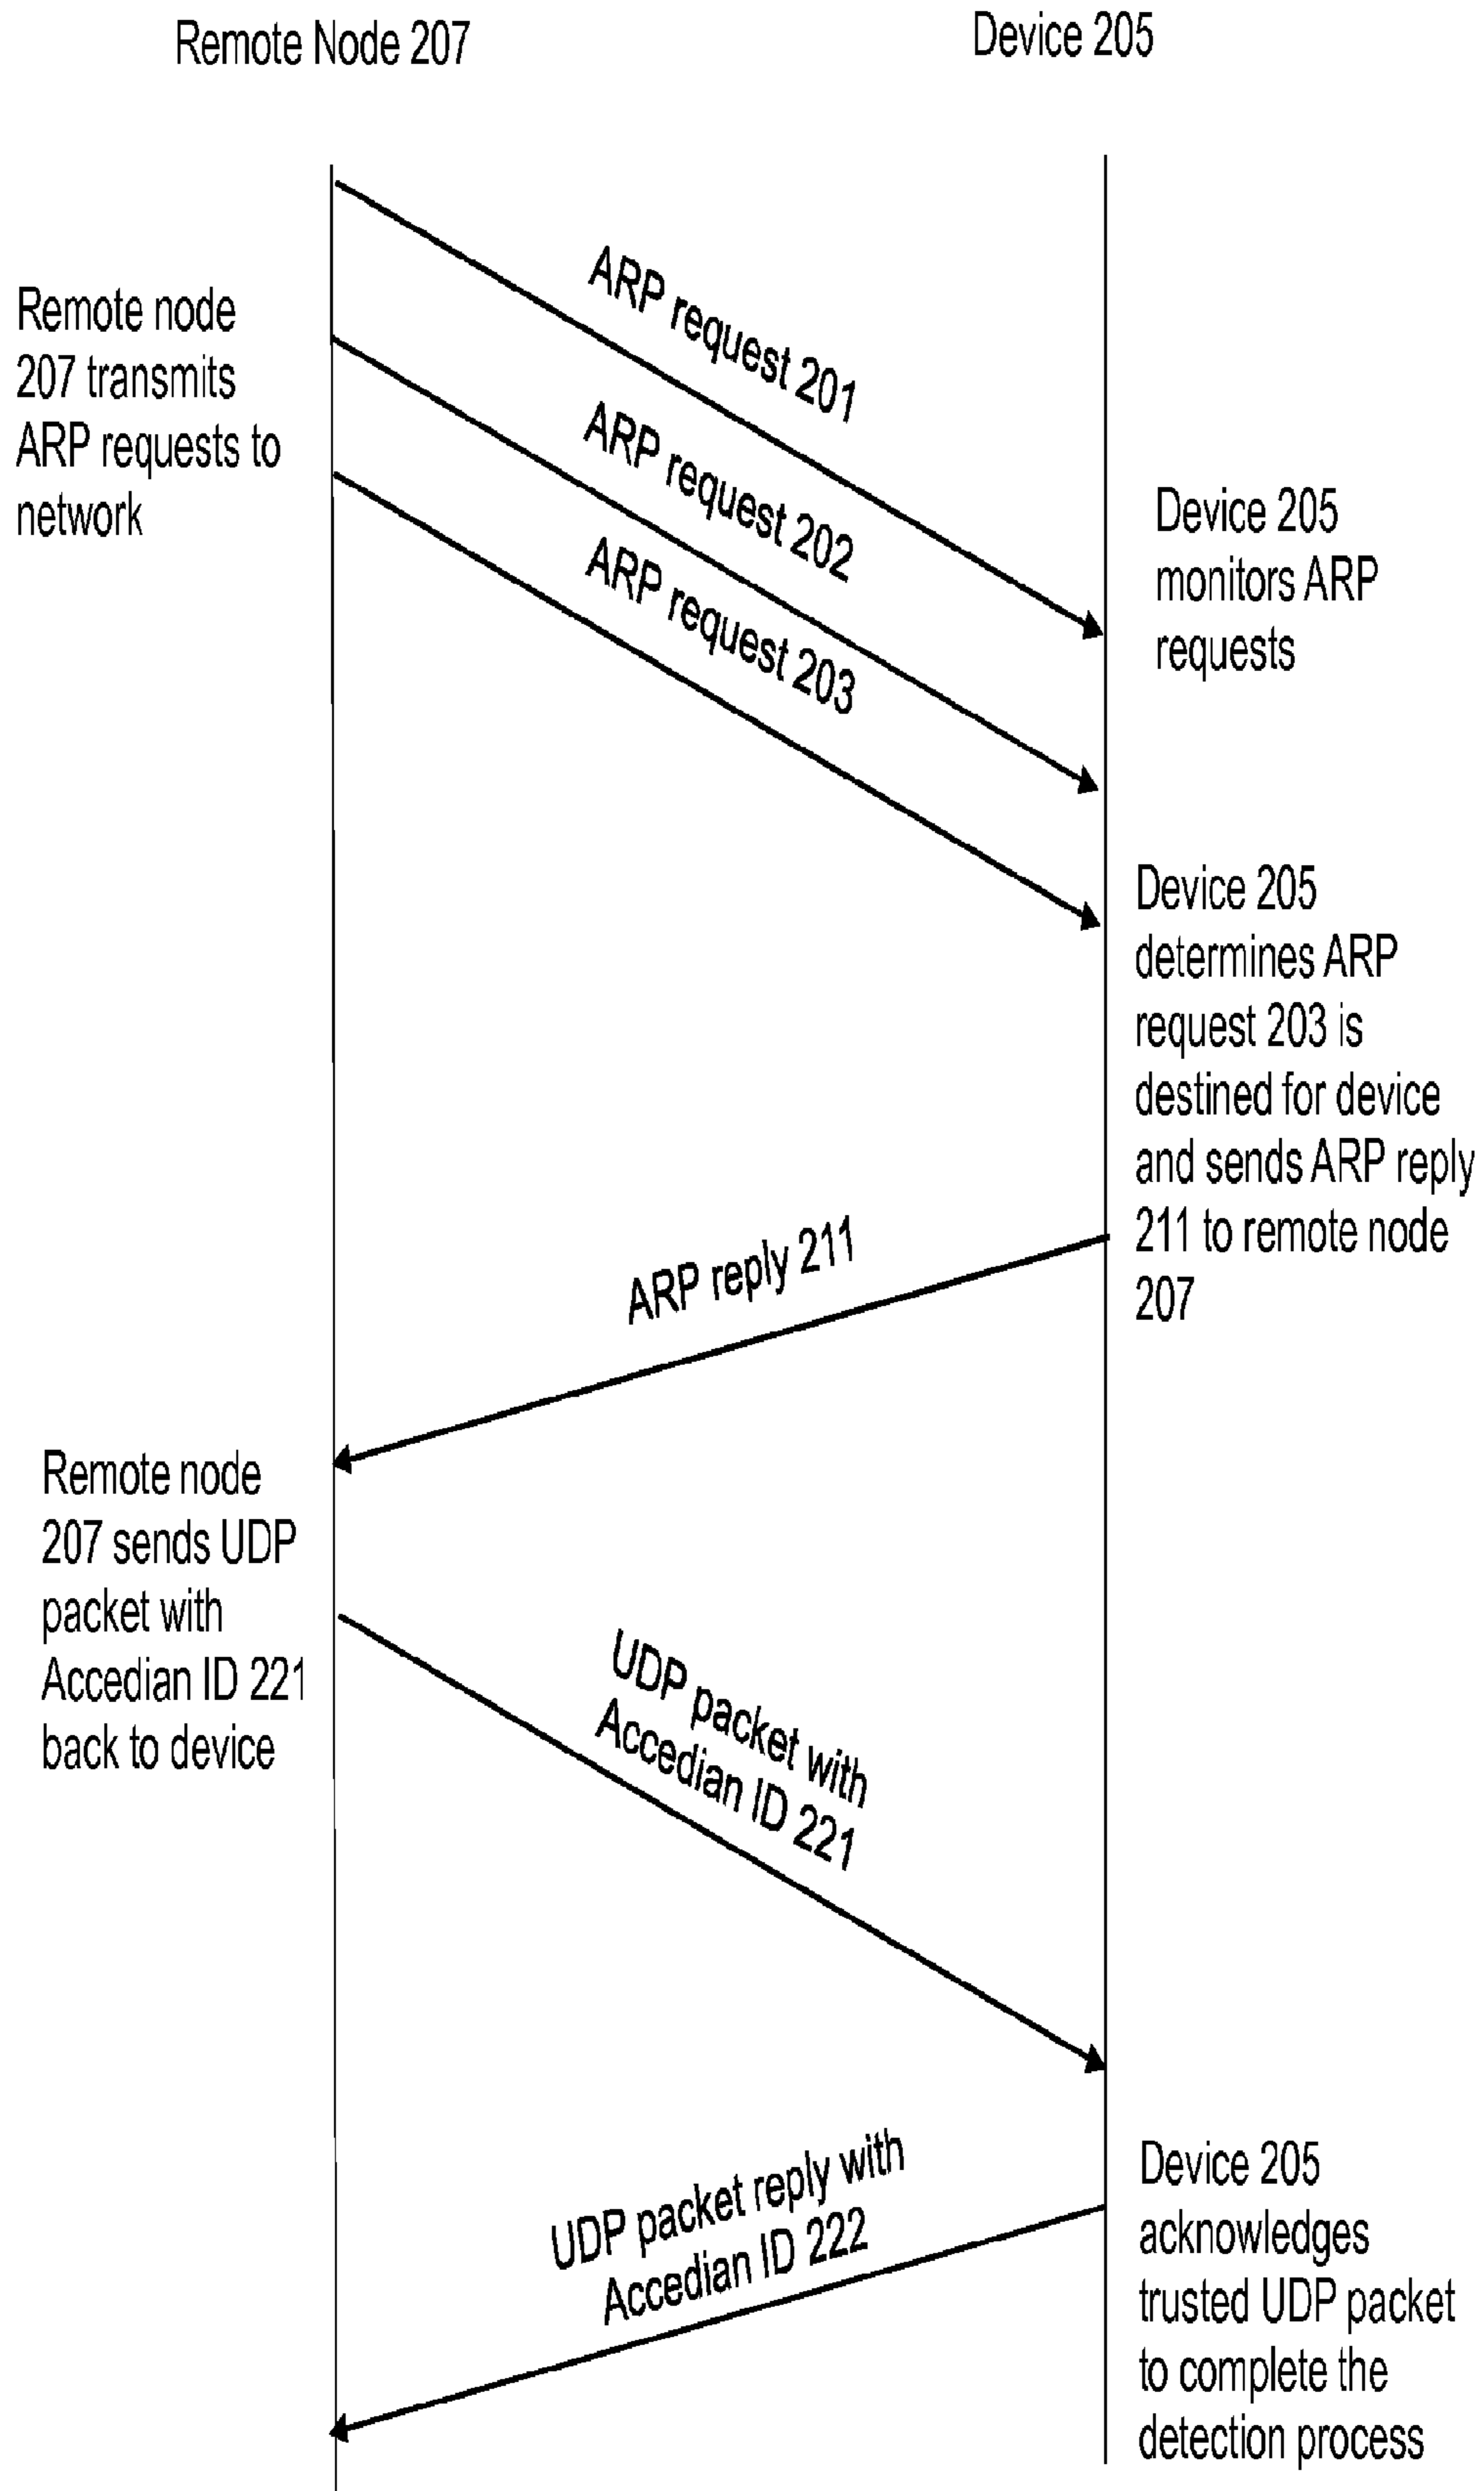 Remote Node 207
Device 205
Remote node
207 transmits
ARP requests to
network
ARP request 201
ARP request 202
ARP request 203
Device 205
monitors ARP
requests
Device 205
determines ARP
request 203 is
destined for device
and sends ARP reply
211 to remote node
207
ARP reply 211
Remote node
207 sends UDP
packet with
Accedian ID 221
back to device
UDP packet with
Accedian ID 221
UDP packet reply with
Accedian ID 222
Device 205
acknowledges
trusted UDP packet
to complete the
detection process